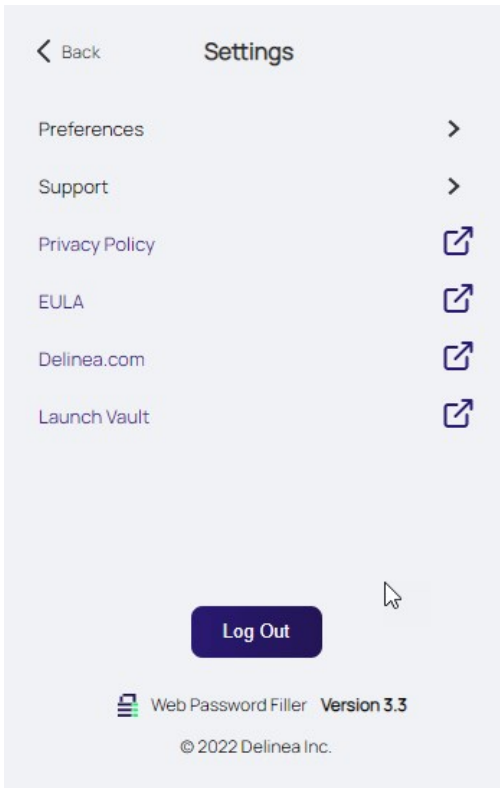 Back Settings
Preferences
Support
Privacy Policy
EULA
Delinea.com
Launch Vault
Log Out
Web Password Filler Version 3.3
© 2022 Delinea Inc.